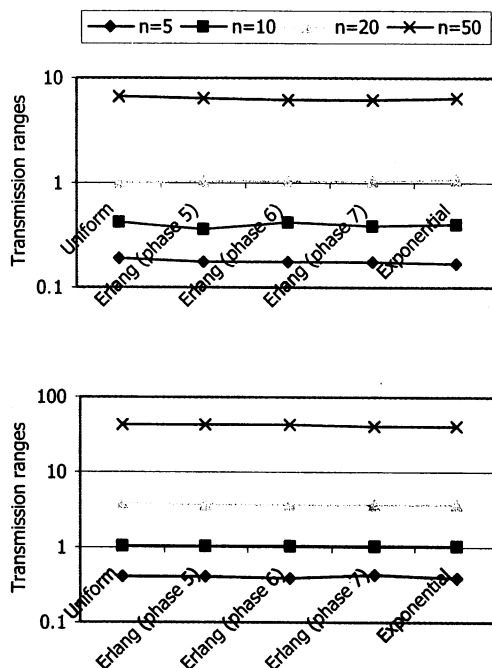 n=5 n=10 n=20 n=50
Transmission ranges
10
1
0.1
Uniform
Erlang (phase 5)
Erlang (phase 6)
Erlang (phase 7)
Exponential
Transmission ranges
100
10
1
0.1
Uniform
Erlang (phase 5)
Erlang (phase 6)
Erlang (phase 7)
Exponential